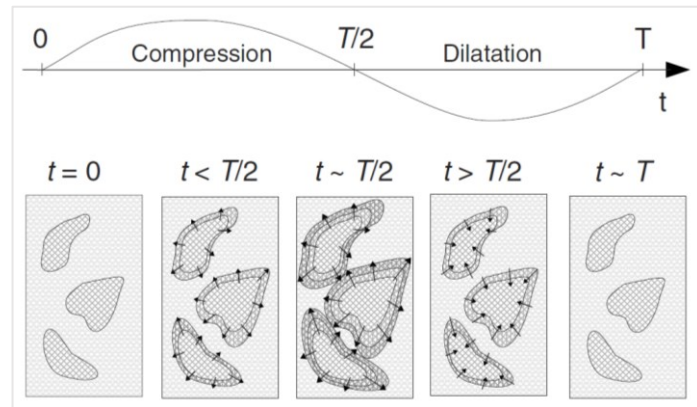 0 T/2 T
Compression Dilatation
t
t = 0 t < T/2 t ~ T/2 t > T/2 t ~ T